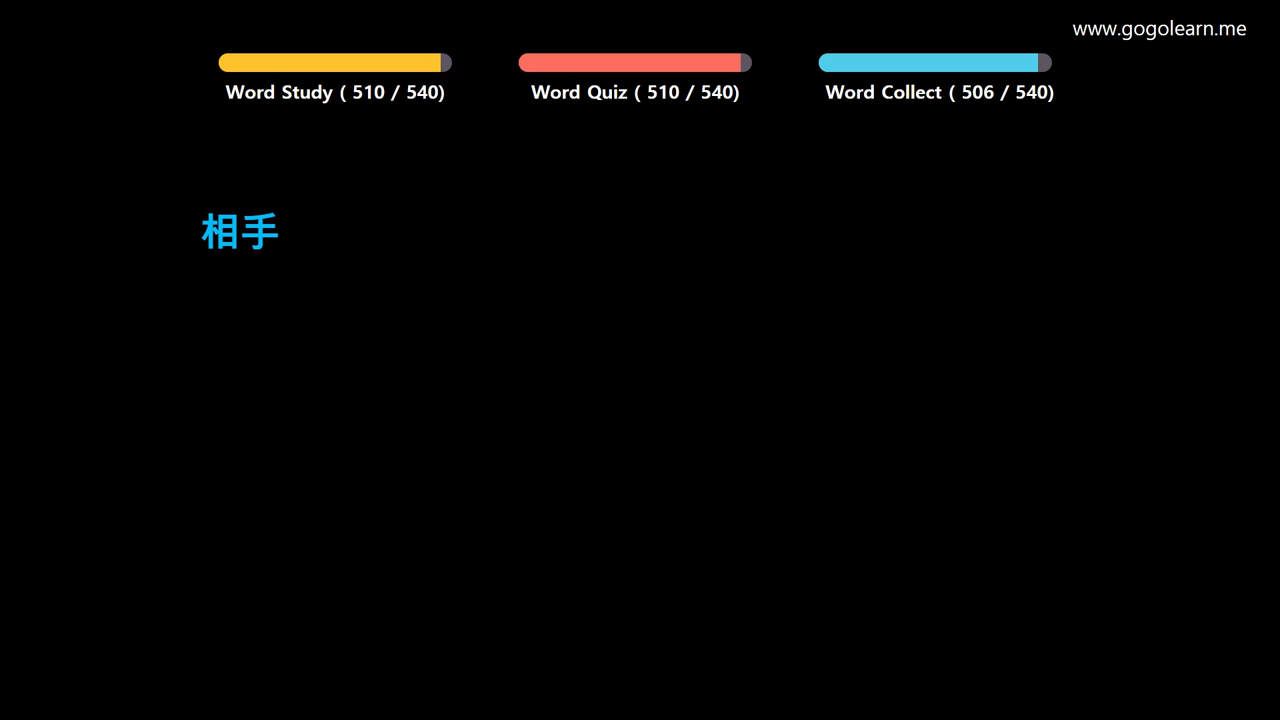 www.gogolearn.me
Word Study ( 510 / 540)
Word Quiz ( 510 / 540)
Word Collect ( 506 / 540)
相手